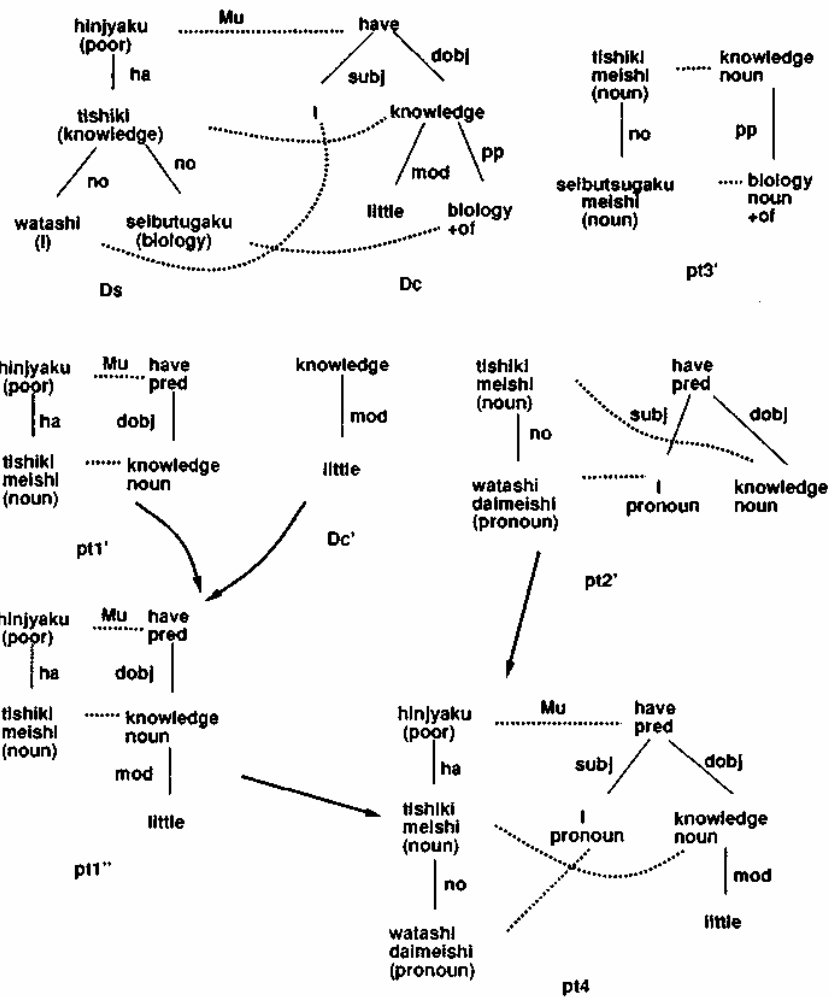 hinjyaku
(poor)
Mu
have
ha
subj
dobj
tishiki
(knowledge)
I
knowledge
no
no
mod
pp
watashi
(I)
seibutugaku
(biology)
little
biology
+of
Ds
Dc
tishiki
meishi
(noun)
knowledge
noun
no
pp
seibutsugaku
meishi
(noun)
biology
noun
+of
pt3'
hinjyaku
(poor)
Mu
have
pred
ha
dobj
tishiki
meishi
(noun)
knowledge
noun
pt1'
knowledge
mod
little
Dc'
tishiki
meishi
(noun)
have
pred
no
subj
dobj
watashi
daimeishi
(pronoun)
I
pronoun
knowledge
noun
pt2'
hinjyaku
(poor)
Mu
have
pred
ha
dobj
tishiki
meishi
(noun)
knowledge
noun
mod
little
pt1"
hinjyaku
(poor)
Mu
have
pred
ha
subj
dobj
tishiki
meishi
(noun)
I
pronoun
knowledge
noun
no
mod
watashi
daimeishi
(pronoun)
little
pt4